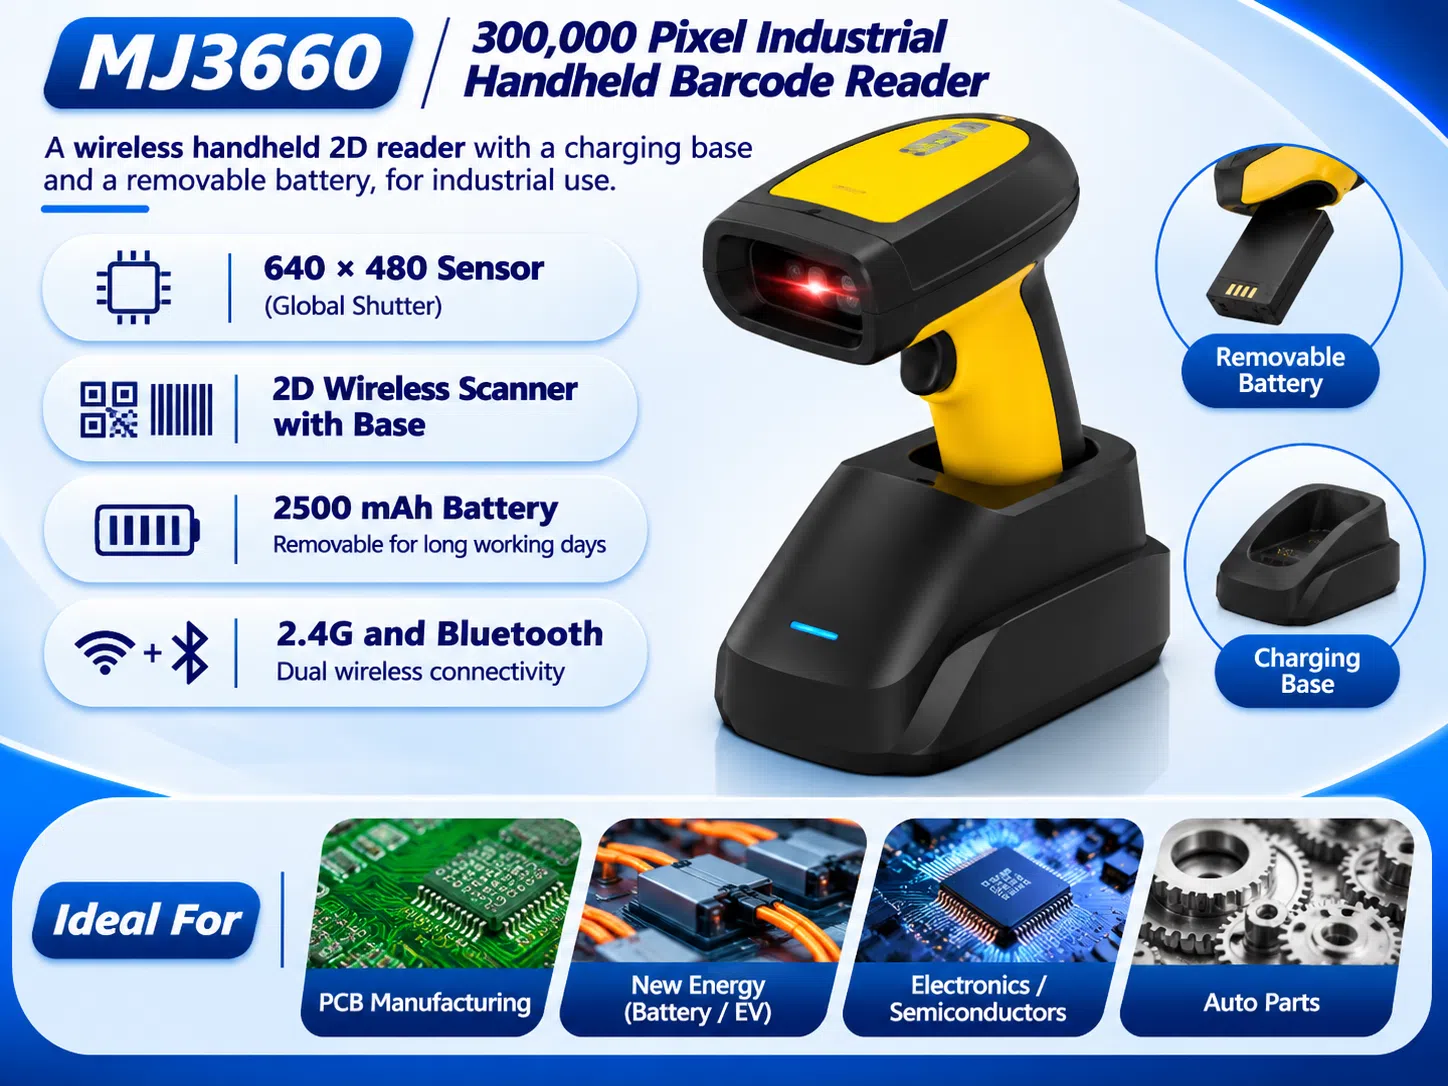 MJ3660
300,000 Pixel Industrial
Handheld Barcode Reader
A wireless handheld 2D reader with a charging base
and a removable battery, for industrial use.
640 × 480 Sensor
(Global Shutter)
2D Wireless Scanner
with Base
2500 mAh Battery
Removable for long working days
2.4G and Bluetooth
Dual wireless connectivity
Removable
Battery
Charging
Base
Ideal For
PCB Manufacturing
New Energy
(Battery / EV)
Electronics /
Semiconductors
Auto Parts